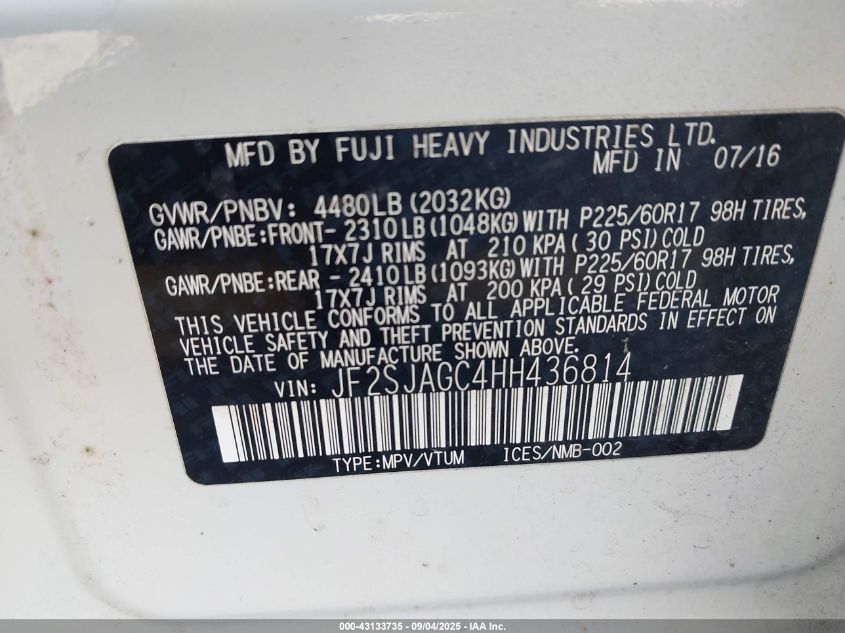 MFD BY FUJI HEAVY INDUSTRIES LTD.
MFD IN 07/16
GVWR/PNBV: 4480LB (2032KG)
GAWR/PNBE:FRONT- 2310LB (1048KG) WITH P225/60R17 98H TIRES,
17X7J RIMS AT 210 KPA ( 30 PSI) COLD
GAWR/PNBE:REAR - 2410LB (1093KG) WITH P225/60R17 98H TIRES,
17X7J RIMS AT 200 KPA ( 29 PSI) COLD
THIS VEHICLE CONFORMS TO ALL APPLICABLE FEDERAL MOTOR
VEHICLE SAFETY AND THEFT PREVENTION STANDARDS IN EFFECT ON
THE DATE OF MANUFACTURE SHOWN ABOVE.
VIN: JF2SJAGC4HH436814
TYPE:MPV/VTUM ICES/NMB-002
000-43133735 - 09/04/2025 - IAA Inc.